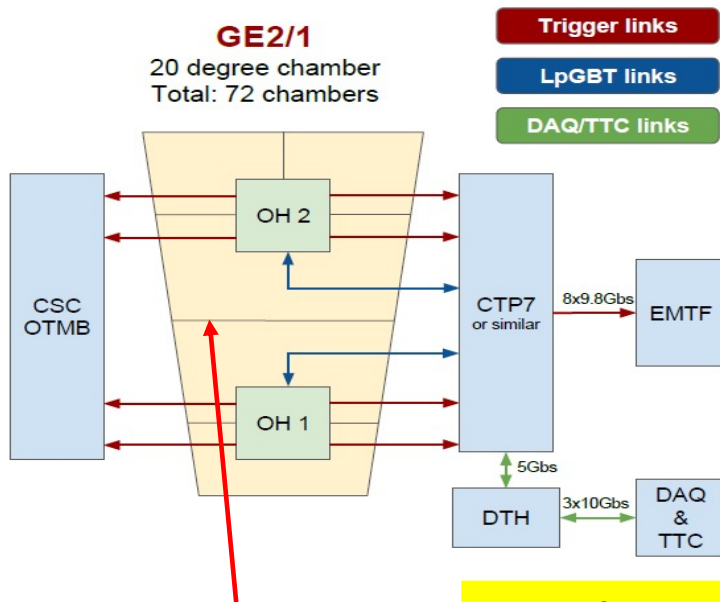 GE2/1
20 degree chamber
Total: 72 chambers
Trigger links
LpGBT links
DAQ/TTC links
CSC
OTMB
OH 2
OH 1
CTP7
or similar
8x9.8Gbs
EMTF
5Gbs
DTH
3x10Gbs
DAQ
&
TTC